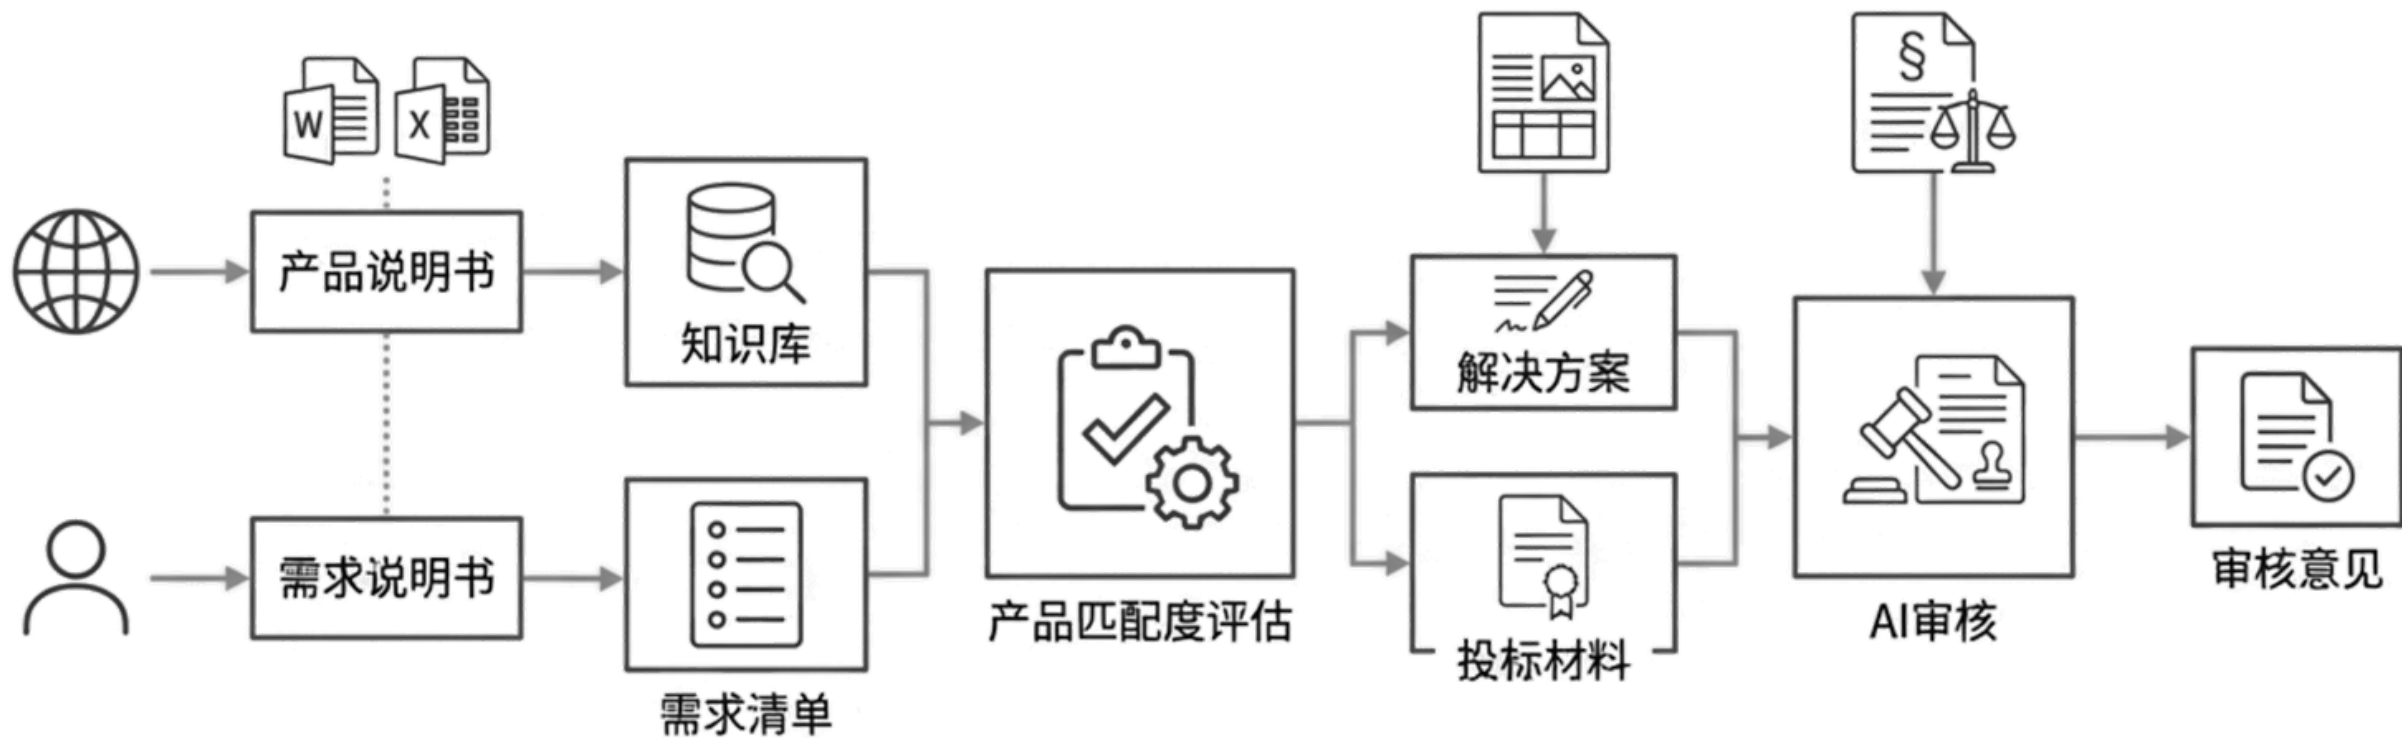 W
X
产品说明书
知识库
需求说明书
需求清单
产品匹配度评估
解决方案
投标材料
§
AI审核
审核意见